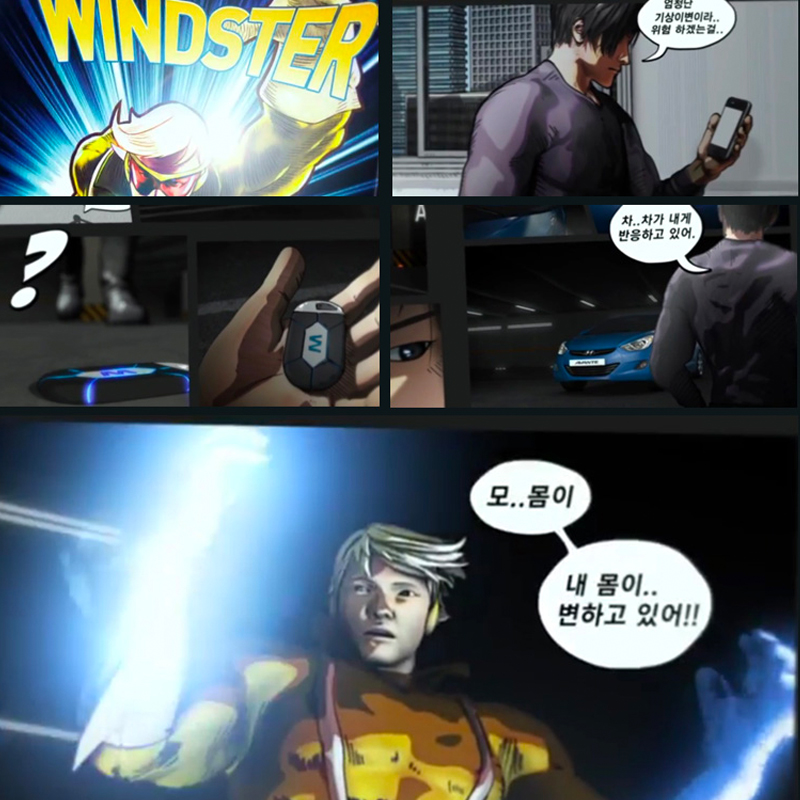 WINDSTER
엄청난
기상이변이라..
위험 하겠는걸..
?
W
W
A
차..차가 내게
반응하고 있어.
AVANTE
모..몸이
내 몸이..
변하고 있어!!